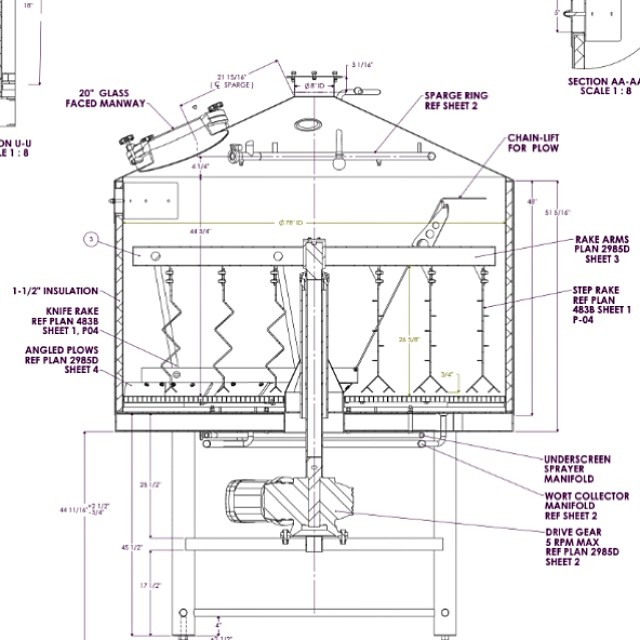 18"
5"
SECTION AA-AA
SCALE 1 : 8
ON U-U
LE 1 : 8
21 15/16"
( ℄ SPARGE )
3 1/16"
Ø 8" ID
20" GLASS
FACED MANWAY
SPARGE RING
REF SHEET 2
CHAIN-LIFT
FOR PLOW
4 1/4"
Ø 78" ID
44 3/4"
48"
51 5/16"
5
RAKE ARMS
PLAN 2985D
SHEET 3
1-1/2" INSULATION
KNIFE RAKE
REF PLAN 483B
SHEET 1, P04
ANGLED PLOWS
REF PLAN 2985D
SHEET 4
STEP RAKE
REF PLAN
483B SHEET 1
P-04
26 5/8"
3/4"
UNDERSCREEN
SPRAYER
MANIFOLD
WORT COLLECTOR
MANIFOLD
REF SHEET 2
DRIVE GEAR
5 RPM MAX
REF PLAN 2985D
SHEET 2
44 11/16" +2 1/2"
-3/4"
45 1/2"
17 1/2"
4"